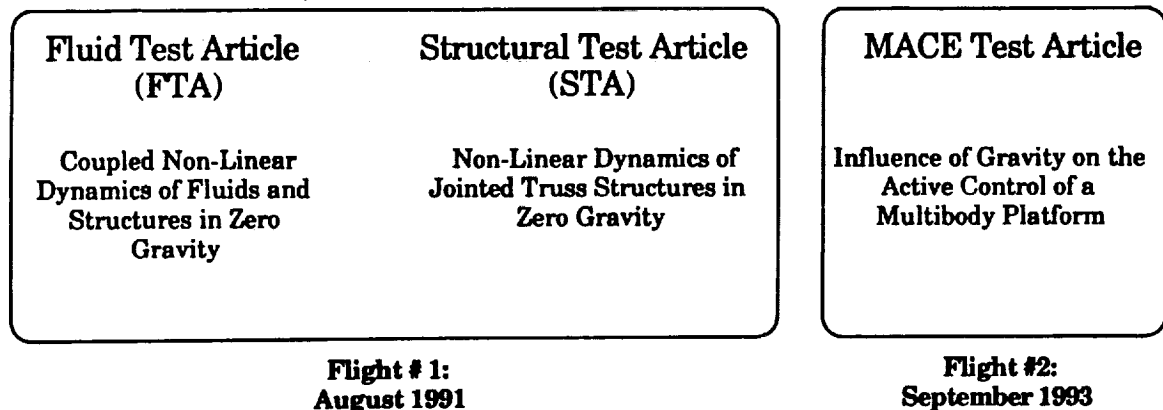 Fluid Test Article
(FTA)
Coupled Non-Linear
Dynamics of Fluids and
Structures in Zero
Gravity
Structural Test Article
(STA)
Non-Linear Dynamics of
Jointed Truss Structures in
Zero Gravity
Flight # 1:
August 1991
MACE Test Article
Influence of Gravity on the
Active Control of a
Multibody Platform
Flight #2:
September 1993